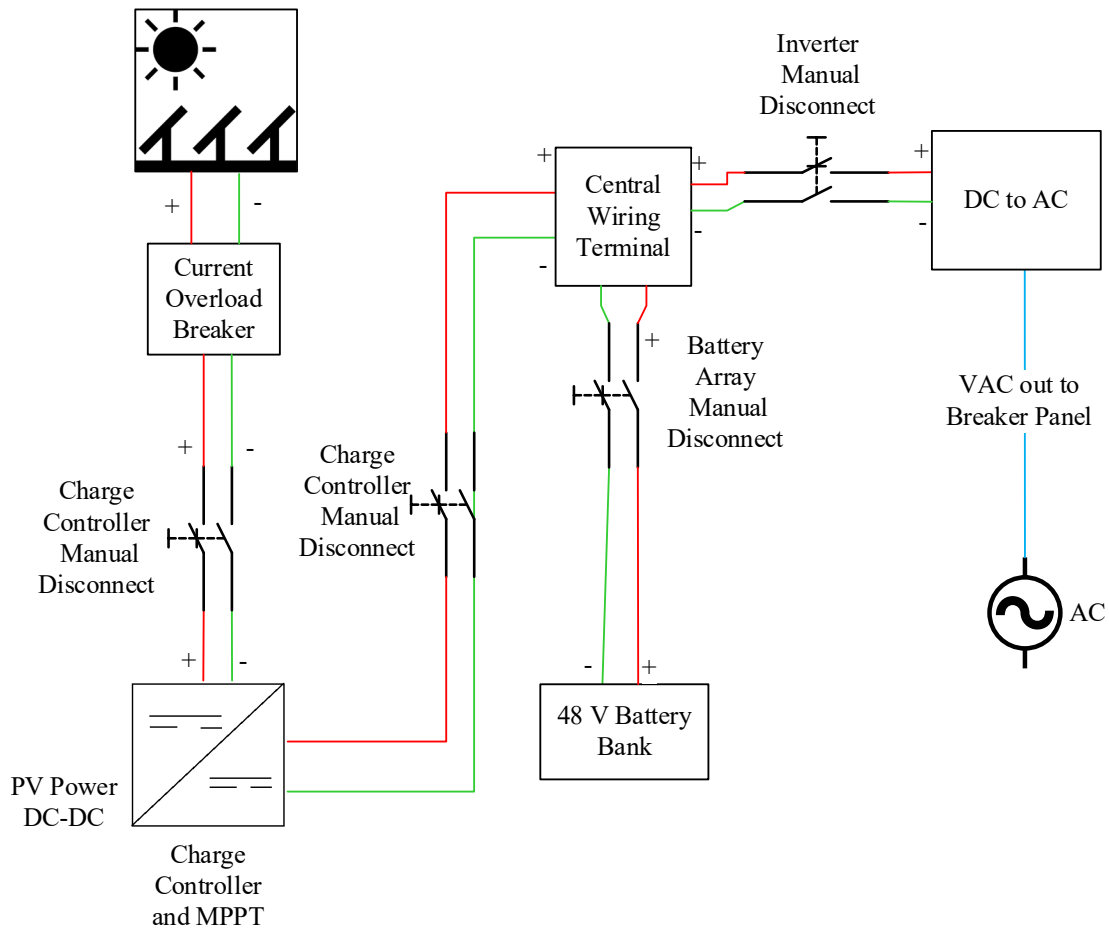 +
-
Current
Overload
Breaker
+
-
Charge
Controller
Manual
Disconnect
+
-
PV Power
DC-DC
Charge
Controller
and MPPT
Charge
Controller
Manual
Disconnect
+
-
Central
Wiring
Terminal
+
-
+
Battery
Array
Manual
Disconnect
-
+
48 V Battery
Bank
Inverter
Manual
Disconnect
+
-
DC to AC
VAC out to
Breaker Panel
AC